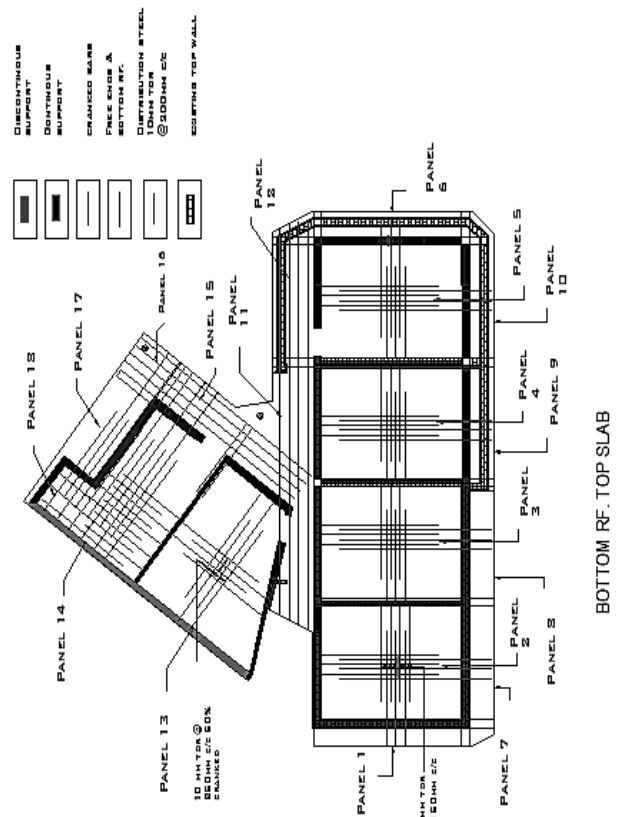 DISCONTINOUS
SUPPORT
CONTINOUS
SUPPORT
CRANKED BARS
FREE ENDS &
BOTTOM RF.
DISTRIBUTION STEEL
10MM TOR
@200MM C/C
EXISTING TOP WALL
PANEL 18
PANEL 17
PANEL 16
PANEL 15
PANEL
11
PANEL
12
PANEL
6
PANEL 5
PANEL
10
PANEL 9
PANEL
4
PANEL
3
PANEL 8
PANEL
2
PANEL 7
PANEL 1
PANEL 14
PANEL 13
10 MM TOR @
260MM C/C 50%
CRANKED
MM TOR
C/C
BOTTOM RF. TOP SLAB